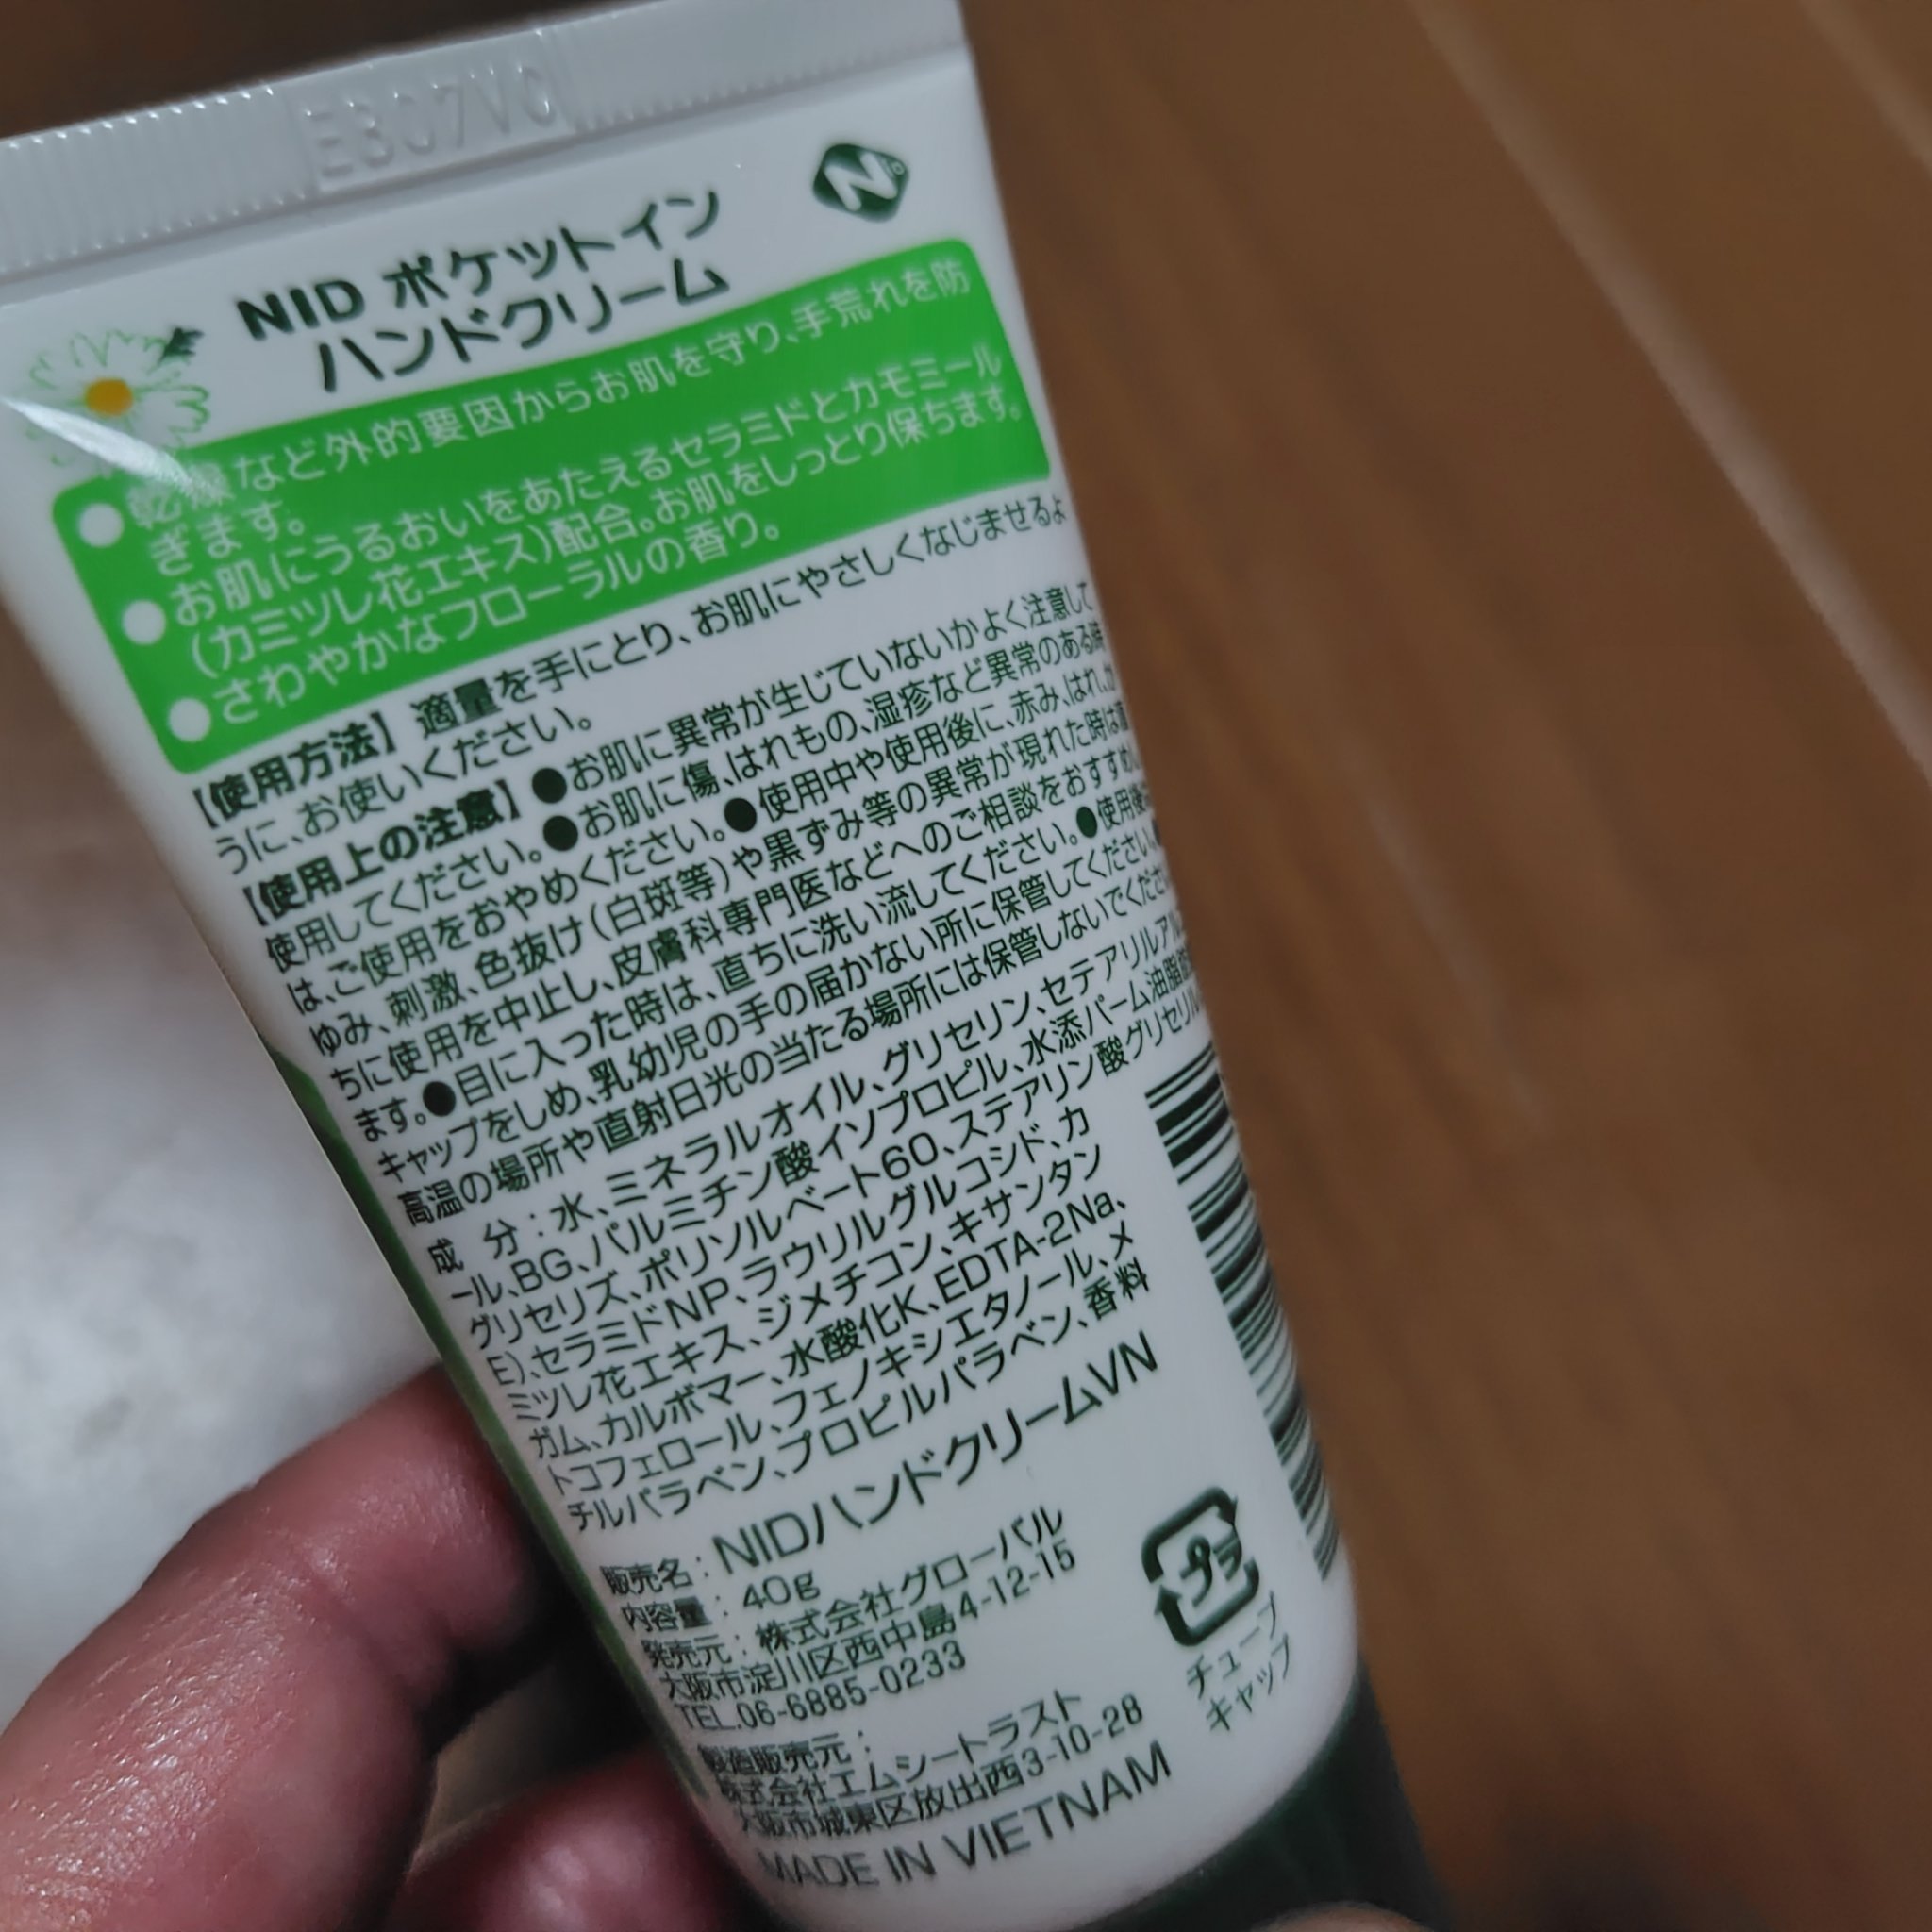 E307V0
NID ポケットイン
ハンドクリーム
●乾燥など外的要因からお肌を守り、手荒れを防
ぎます。
●お肌にうるおいをあたえるセラミドとカモミール
(カミツレ花エキス)配合。お肌をしっとり保ちます。
●さわやかなフローラルの香り。
【使用方法】適量を手にとり、お肌にやさしくなじませるよ
うに、お使いください。
【使用上の注意】●お肌に異常が生じていないかよく注意して
使用してください。●お肌に傷、はれもの、湿疹など異常のある時
は、ご使用をおやめください。●使用中や使用後に、赤み、はれ、か
ゆみ、刺激、色抜け(白斑等)や黒ずみ等の異常が現れた時は直
ちに使用を中止し、皮膚科専門医などへのご相談をおすすめし
ます。●目に入った時は、直ちに洗い流してください。●使用後は
キャップをしめ、乳幼児の手の届かない所に保管してください。
高温の場所や直射日光の当たる場所には保管しないでください
成 分:水、ミネラルオイル、グリセリン、セテアリルアルコ
ール、BG、パルミチン酸イソプロピル、水添パーム油脂肪酸
グリセリズ、ポリソルベート60、ステアリン酸グリセリル
E)、セラミドNP、ラウリルグルコシド、カ
ミツレ花エキス、ジメチコン、キサンタン
ガム、カルボマー、水酸化K、EDTA-2Na、
トコフェロール、フェノキシエタノール、メ
チルパラベン、プロピルパラベン、香料
販売名:NIDハンドクリームVN
内容量:40g
発売元:株式会社グローバル
大阪市淀川区西中島4-12-15
TEL.06-6885-0233
製造販売元:
株式会社エムシートラスト
大阪市城東区放出西3-10-28
MADE IN VIETNAM
プラ
チューブ
キャップ